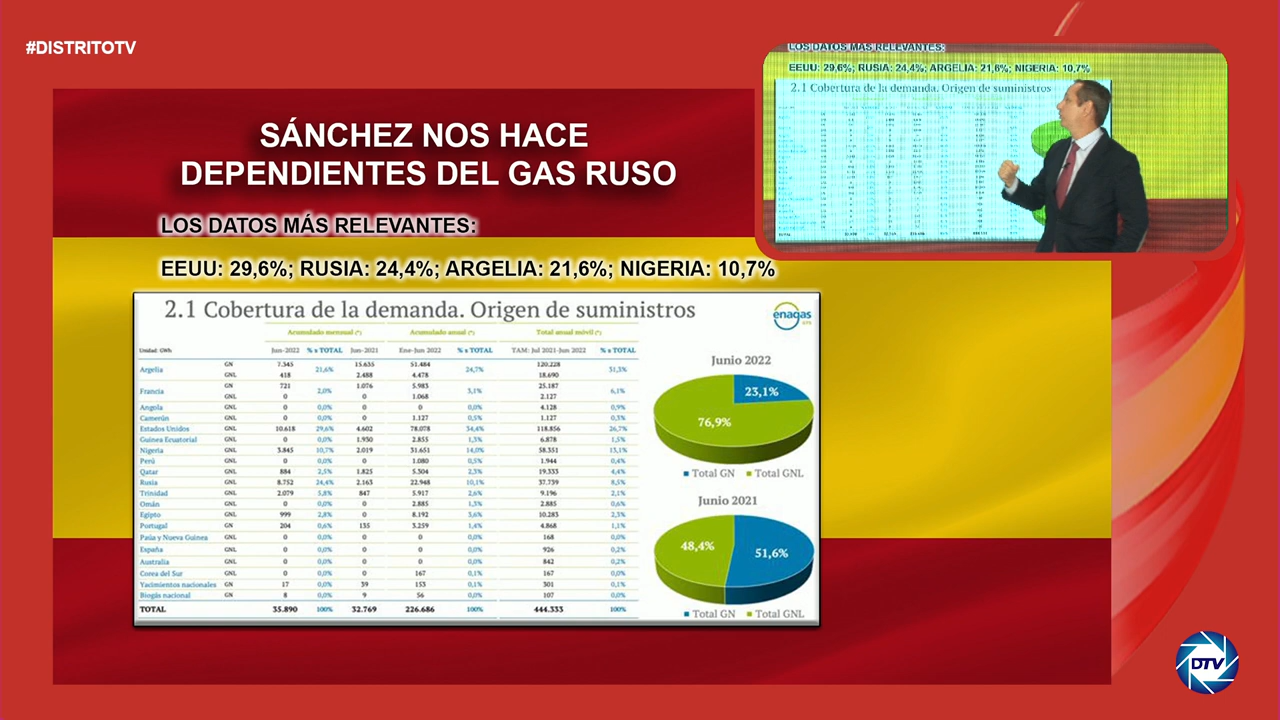 #DISTRITOTV
SÁNCHEZ NOS HACE
DEPENDIENTES DEL GAS RUSO
LOS DATOS MÁS RELEVANTES:
EEUU: 29,6%; RUSIA: 24,4%; ARGELIA: 21,6%; NIGERIA: 10,7%
LOS DATOS MÁS RELEVANTES:
EEUU: 29,6%; RUSIA: 24,4%; ARGELIA: 21,6%; NIGERIA: 10,7%
2.1 Cobertura de la demanda. Origen de suministros
2.1 Cobertura de la demanda. Origen de suministros
enagas
GTS
Acumulado mensual (*) Acumulado anual (*) Total anual móvil (*)
Unidad: GWh Jun-2022 % s TOTAL Jun-2021 Ene-Jun 2022 % s TOTAL TAM: Jul 2021-Jun 2022 % s TOTAL
Argelia GN 7.345 21,6% 15.635 51.484 24,7% 120.228 31,3%
GNL 418 2.488 4.478 18.690
Francia GN 721 2,0% 1.076 5.983 3,1% 25.187 6,1%
GNL 0 0 1.068 2.127
Angola GNL 0 0,0% 0 0 0,0% 4.128 0,9%
Camerún GNL 0 0,0% 0 1.127 0,5% 1.127 0,3%
Estados Unidos GNL 10.618 29,6% 4.602 78.078 34,4% 118.856 26,7%
Guinea Ecuatorial GNL 0 0,0% 1.930 2.855 1,3% 6.878 1,5%
Nigeria GNL 3.845 10,7% 2.019 31.651 14,0% 58.351 13,1%
Perú GNL 0 0,0% 0 1.080 0,5% 1.944 0,4%
Qatar GNL 884 2,5% 1.825 5.304 2,3% 19.333 4,4%
Rusia GNL 8.752 24,4% 2.163 22.948 10,1% 37.739 8,5%
Trinidad GNL 2.079 5,8% 847 5.917 2,6% 9.196 2,1%
Omán GNL 0 0,0% 0 2.885 1,3% 2.885 0,6%
Egipto GNL 999 2,8% 0 8.192 3,6% 10.283 2,3%
Portugal GN 204 0,6% 135 3.259 1,4% 4.868 1,1%
Papúa y Nueva Guinea GNL 0 0,0% 0 0 0,0% 168 0,0%
España GNL 0 0,0% 0 0 0,0% 926 0,2%
Australia GNL 0 0,0% 0 0 0,0% 842 0,2%
Corea del Sur GNL 0 0,0% 0 167 0,1% 167 0,0%
Yacimientos nacionales GN 17 0,0% 39 153 0,1% 301 0,1%
Biogás nacional GN 8 0,0% 9 56 0,0% 107 0,0%
TOTAL 35.890 100% 32.769 226.686 100% 444.333 100%
Junio 2022
23,1%
76,9%
Total GN Total GNL
Junio 2021
48,4% 51,6%
Total GN Total GNL
DTV